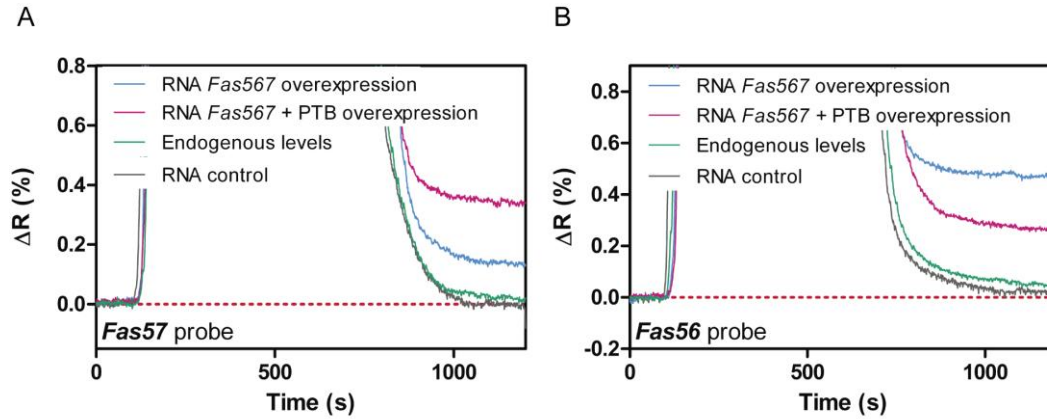 A
ΔR (%)
0.8
0.6
0.4
0.2
0.0
RNA Fas567 overexpression
RNA Fas567 + PTB overexpression
Endogenous levels
RNA control
Fas57 probe
0
500
1000
Time (s)
B
ΔR (%)
0.8
0.6
0.4
0.2
0.0
-0.2
RNA Fas567 overexpression
RNA Fas567 + PTB overexpression
Endogenous levels
RNA control
Fas56 probe
0
500
1000
Time (s)